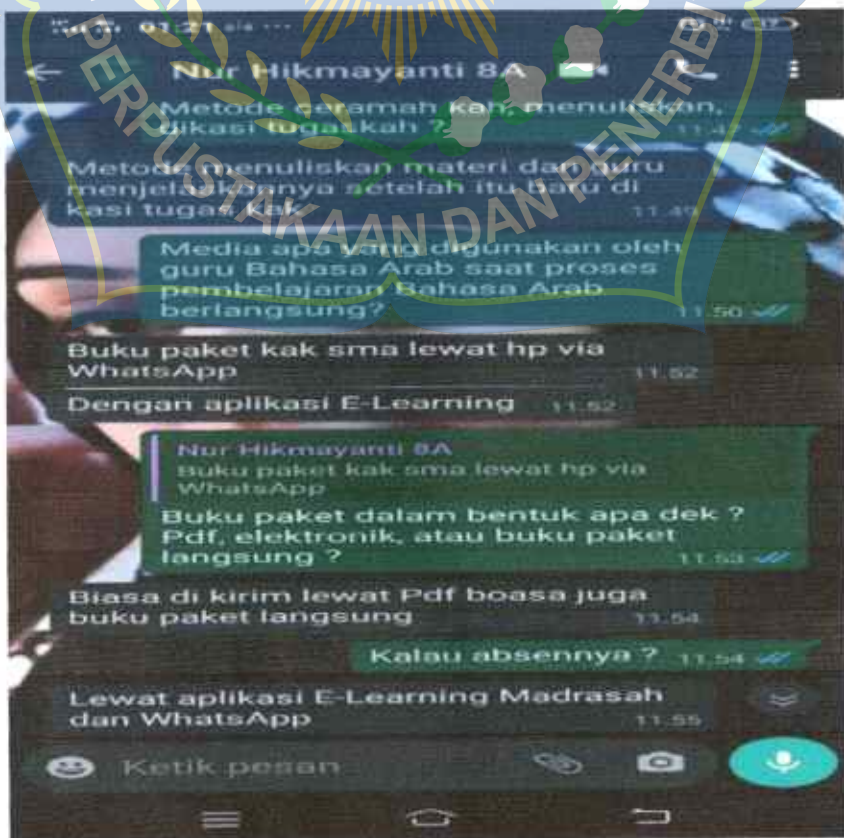 01:21
Nur Hikmayanti 8A
Metode ceramah kah, menuliskan,
dikasi tugaskah ?
11.47
Metode menuliskan materi dan guru
menjelaskannya setelah itu baru di
kasi tugas kak
11.49
Media apa yang digunakan oleh
guru Bahasa Arab saat proses
pembelajaran Bahasa Arab
berlangsung?
11.50
Buku paket kak sma lewat hp via
WhatsApp
11.52
Dengan aplikasi E-Learning 11.52
Nur Hikmayanti 8A
Buku paket kak sma lewat hp via
WhatsApp
Buku paket dalam bentuk apa dek ?
Pdf, elektronik, atau buku paket
langsung ?
11.53
Biasa di kirim lewat Pdf boasa juga
buku paket langsung
11.54
Kalau absennya ? 11.54
Lewat aplikasi E-Learning Madrasah
dan WhatsApp
11.55
Ketik pesan
PERPUSTAKAAN DAN PENERBI